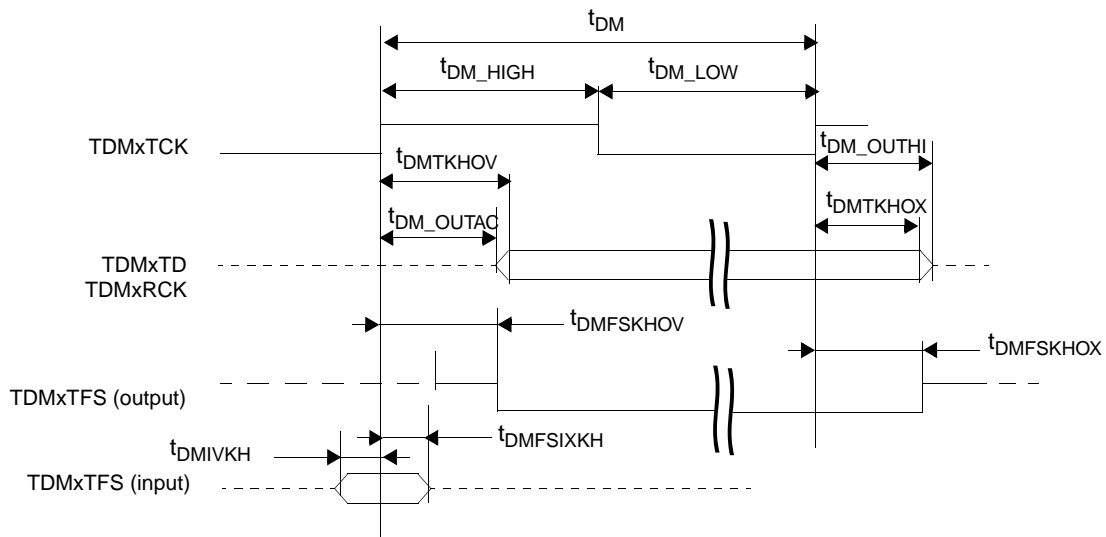 tDM
tDM_HIGH
tDM_LOW
TDMxTCK
tDM_OUTHI
tDMTKHOV
tDMTKHOX
tDM_OUTAC
TDMxTD
TDMxRCK
tDMFSKHOV
tDMFSKHOX
TDMxTFS (output)
tDMFSIXKH
tDMIVKH
TDMxTFS (input)